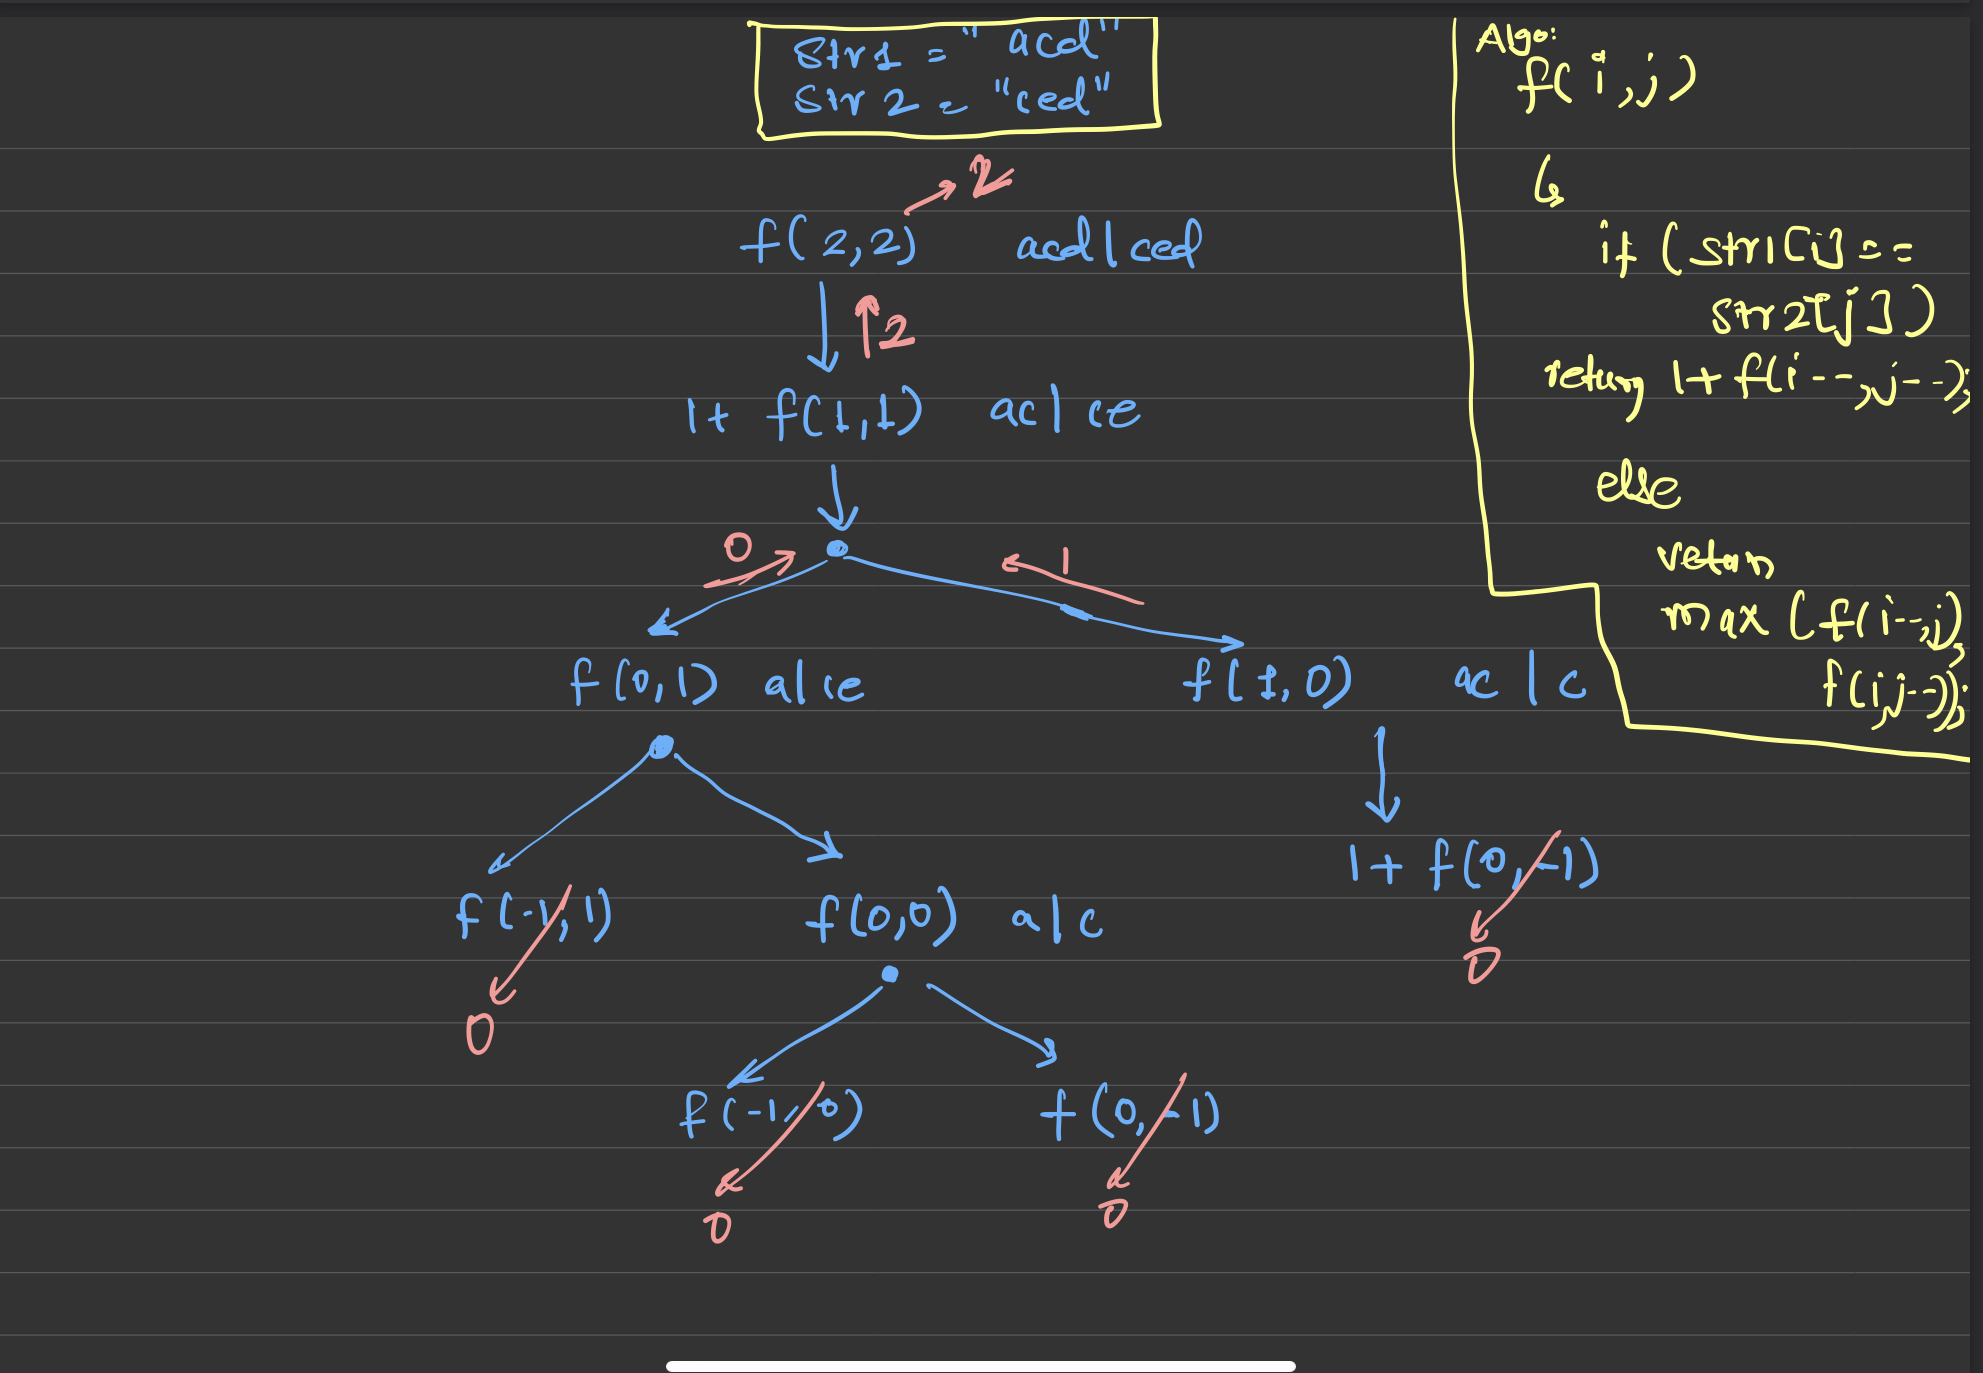 Str1 = "acd"
Str2 = "ced"
2
f(2,2) acd|ced
2
1+ f(1,1) ac|ce
0 1
f(0,1) a|ce f(1,0) ac|c
1+ f(0,-1)
0
f(-1,1) f(0,0) a|c
0
f(-1,0) f(0,-1)
0 0
Algo:
f(i,j)
if (str1[i]==
str2[j])
return 1+ f(i--,j--);
else
return
max (f(i--,j),
f(i,j--));